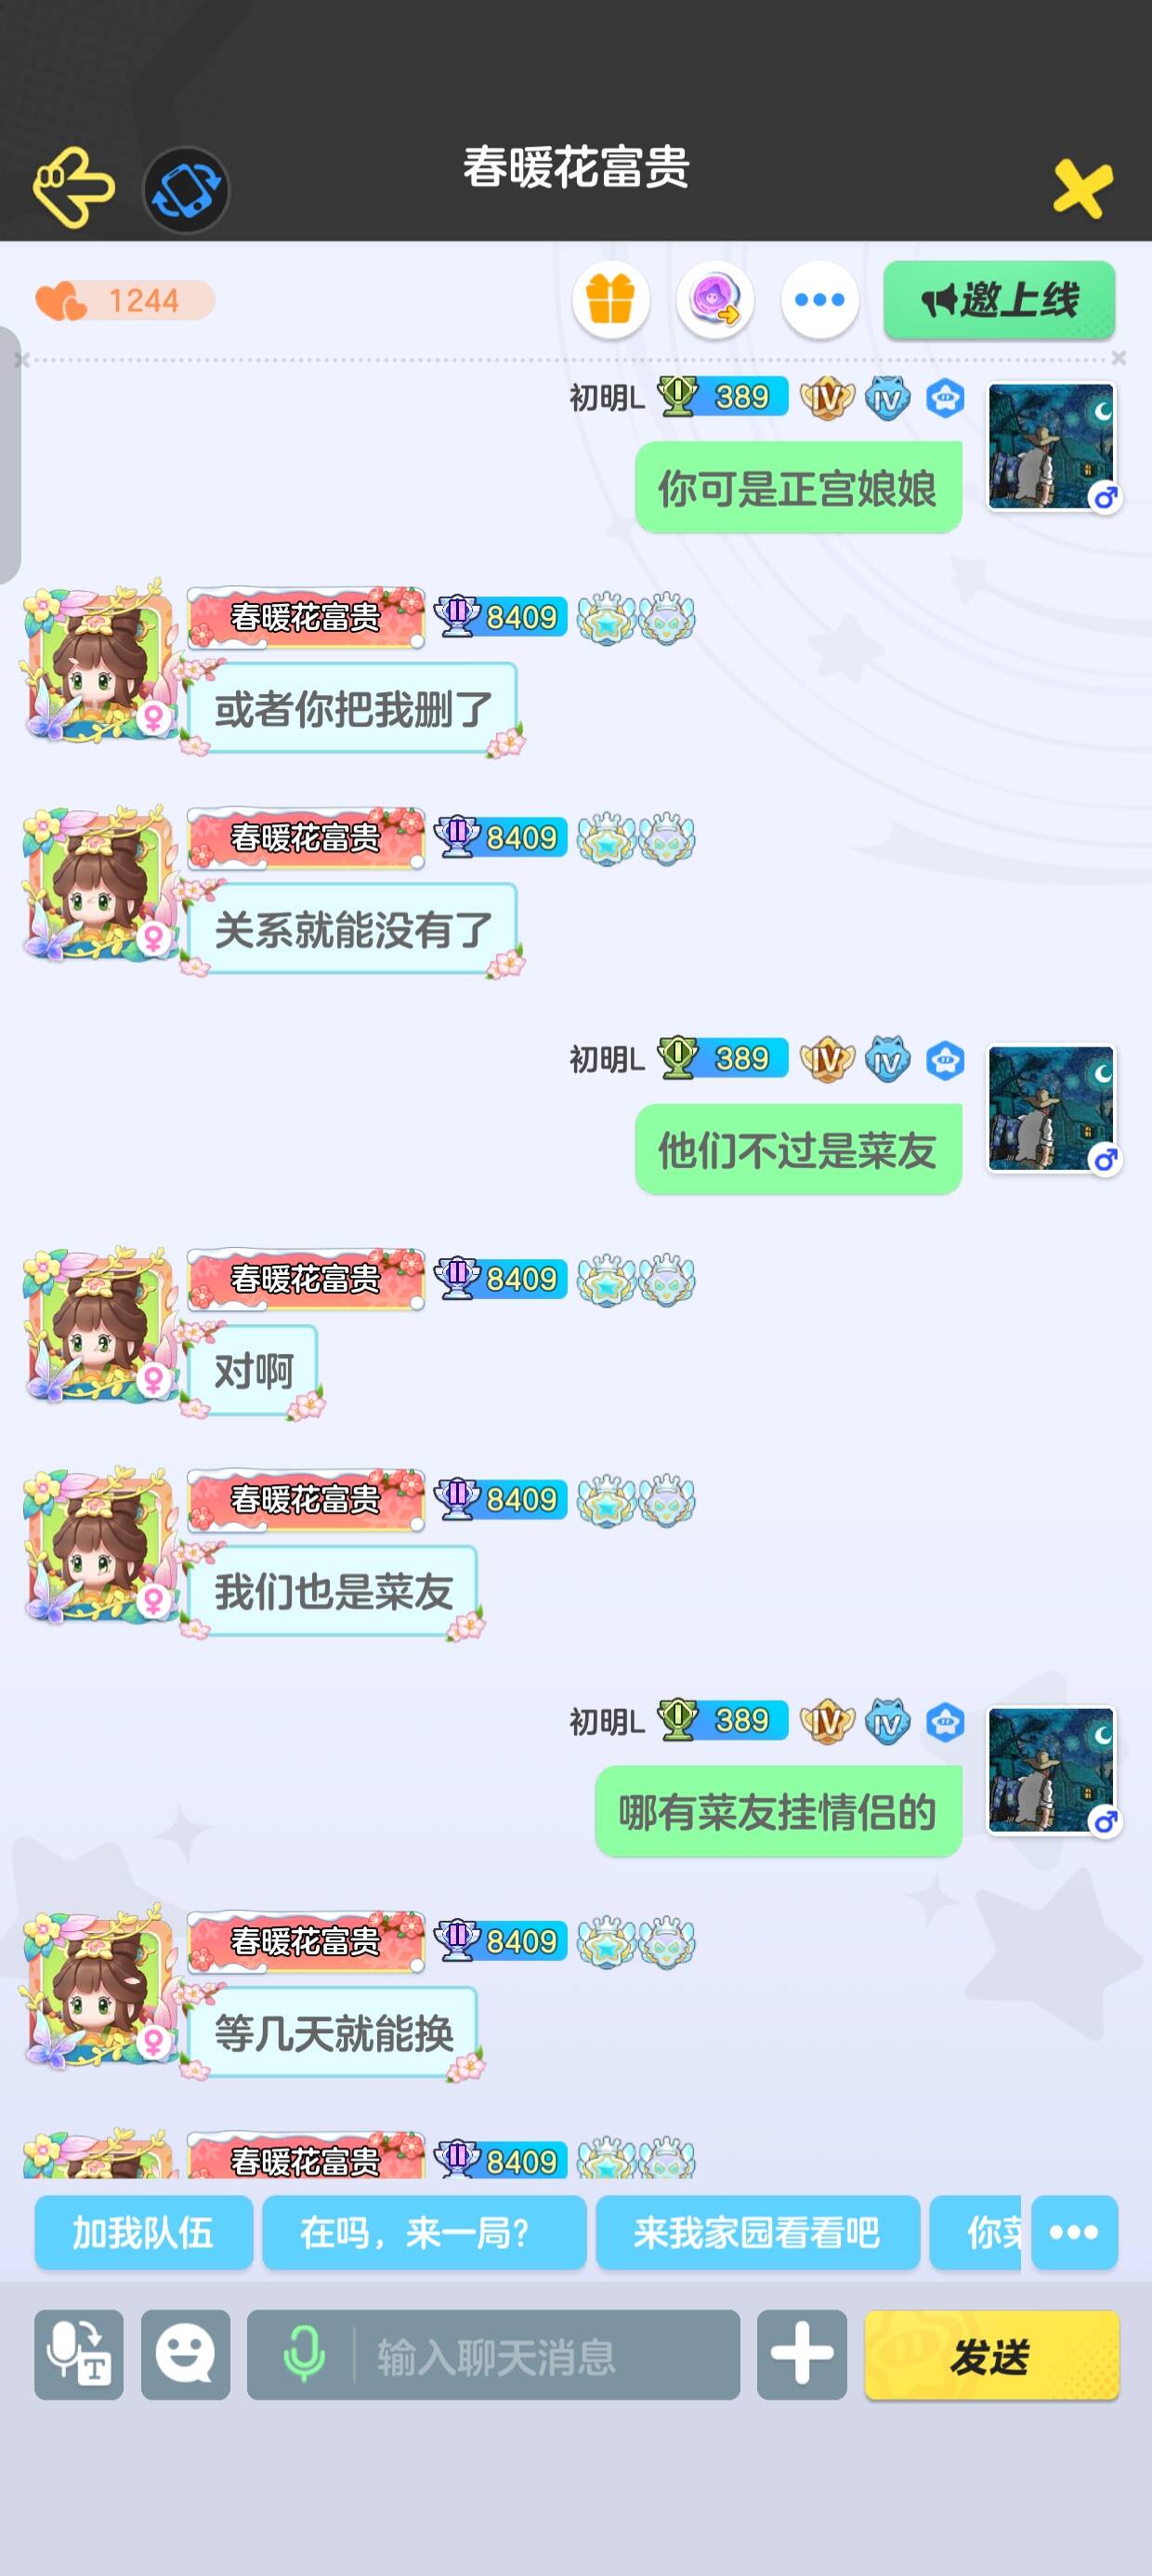 春暖花富贵
1244
邀上线
初明L 389 IV IV
你可是正宫娘娘
春暖花富贵 II 8409
或者你把我删了
春暖花富贵 II 8409
关系就能没有了
初明L 389 IV IV
他们不过是菜友
春暖花富贵 II 8409
对啊
春暖花富贵 II 8409
我们也是菜友
初明L 389 IV IV
哪有菜友挂情侣的
春暖花富贵 II 8409
等几天就能换
春暖花富贵 II 8409
加我队伍 在吗，来一局? 来我家园看看吧 你菜
T 输入聊天消息 发送